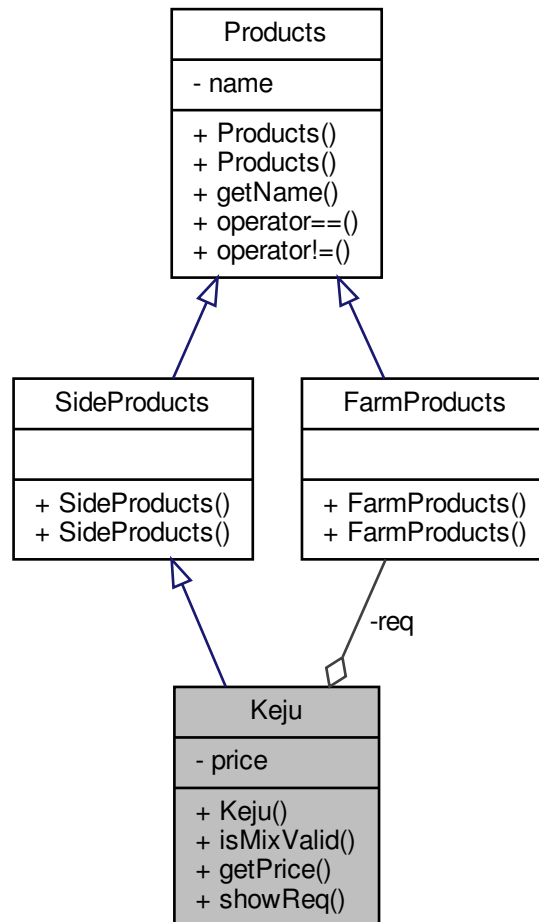 Products
- name
+ Products()
+ Products()
+ getName()
+ operator==()
+ operator!=()
SideProducts
+ SideProducts()
+ SideProducts()
FarmProducts
+ FarmProducts()
+ FarmProducts()
-req
Keju
- price
+ Keju()
+ isMixValid()
+ getPrice()
+ showReq()